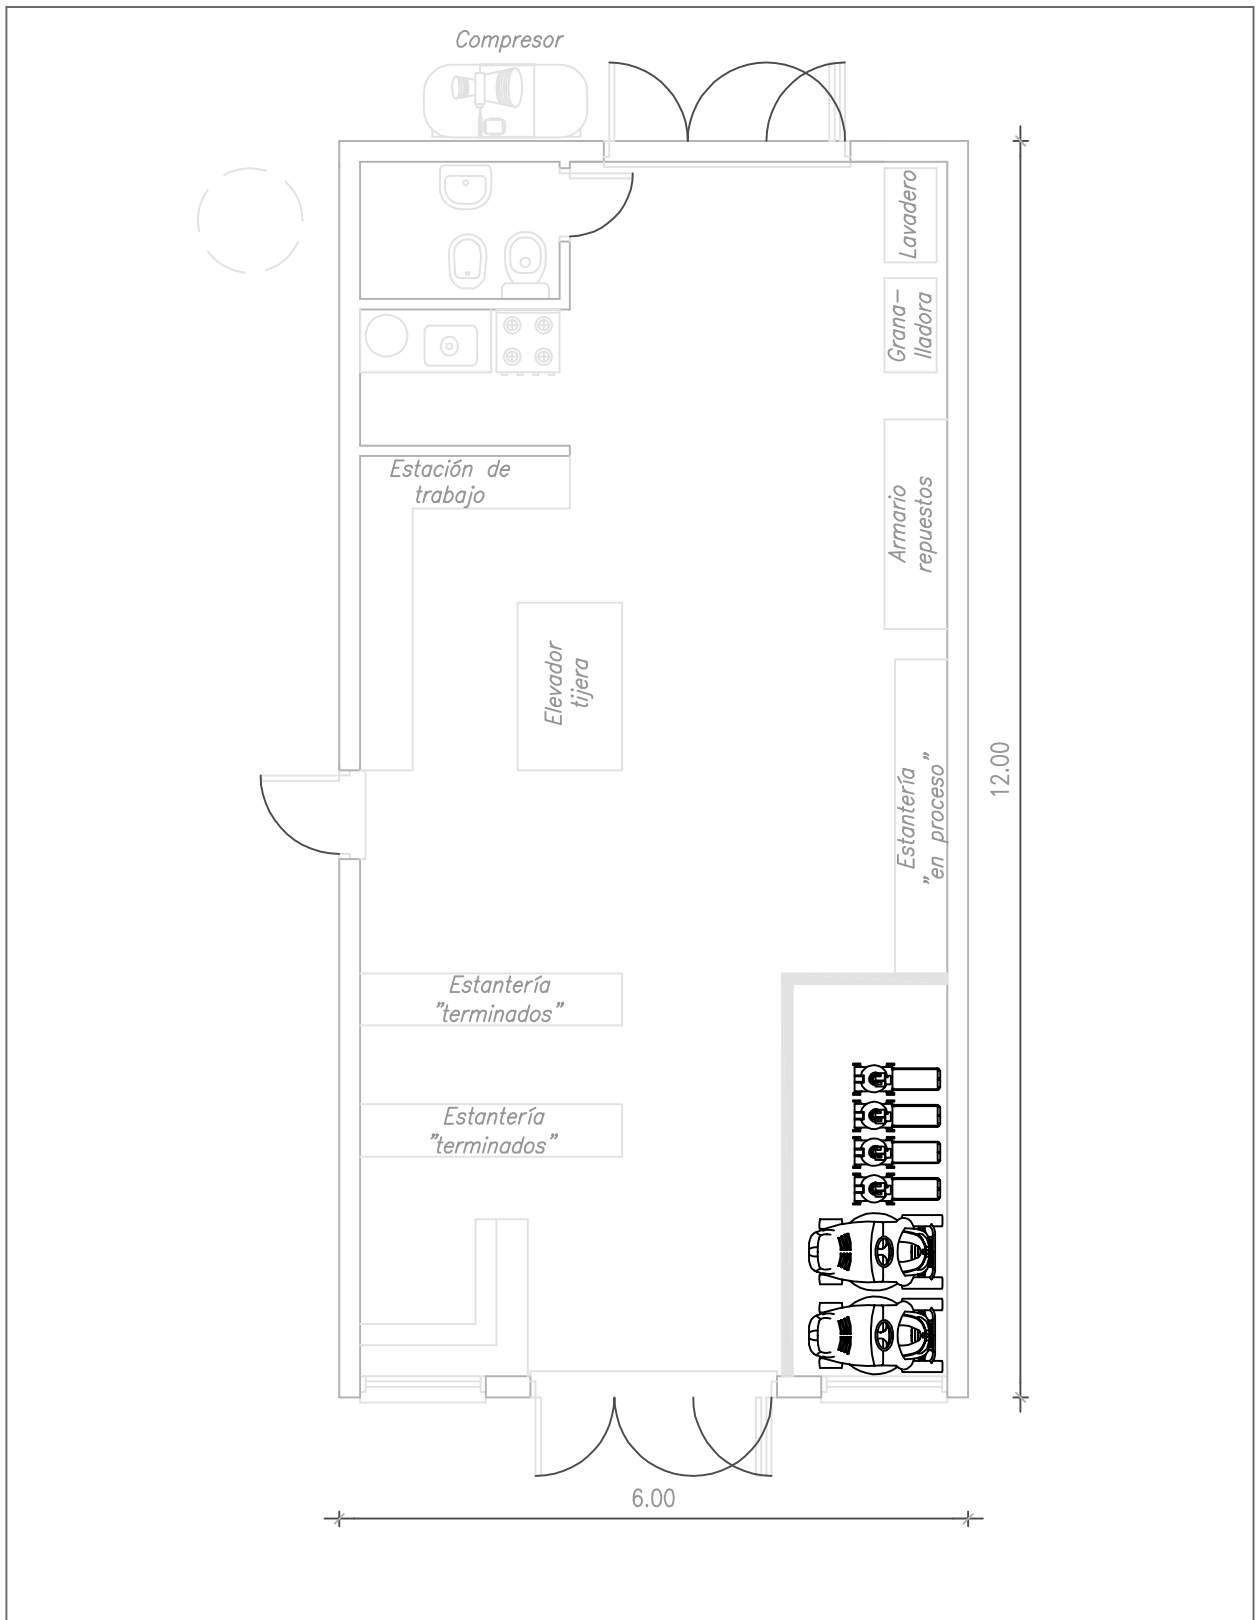 Compresor
Lavadero
Grana–
lladora
Estación de
trabajo
Armario
repuestos
Elevador
tijera
12.00
Estantería
"en proceso"
Estantería
"terminados"
Estantería
"terminados"
6.00